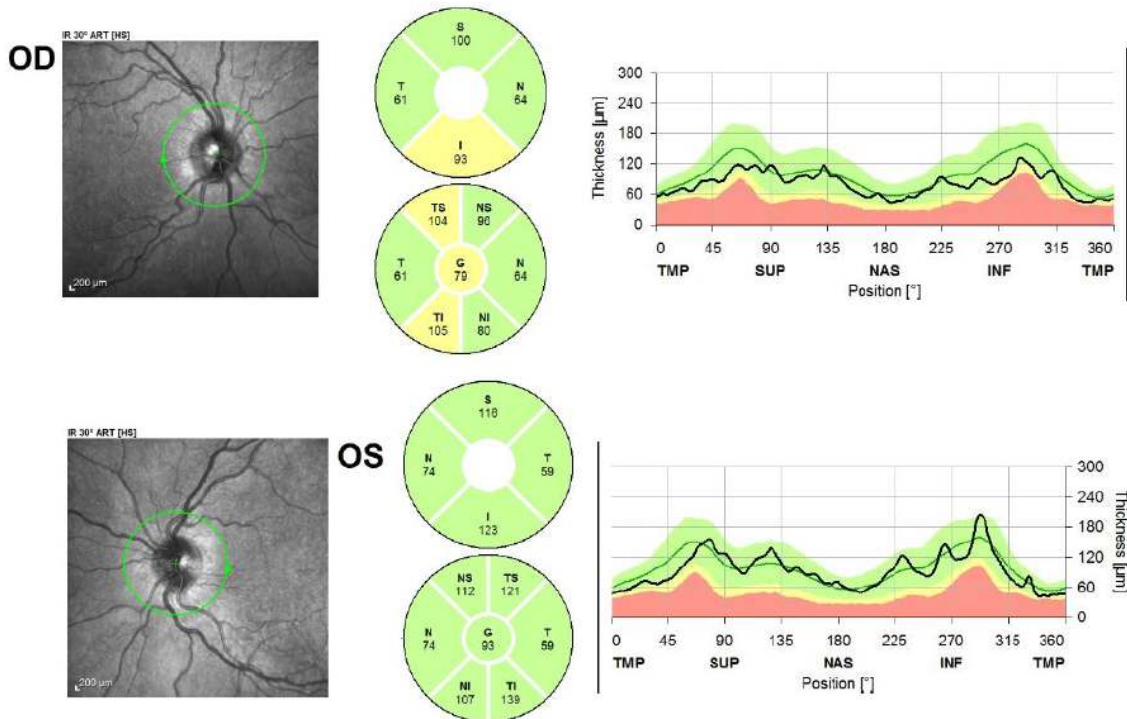 IR 30° ART [HS]
OD
200 µm
S
100
T
61
N
64
I
93
TS
104
NS
96
T
61
G
79
N
64
TI
105
NI
80
Thickness [µm]
300
240
180
120
60
0
0 45 90 135 180 225 270 315 360
TMP SUP NAS INF TMP
Position [°]
IR 30° ART [HS]
OS
200 µm
S
116
N
74
T
59
I
123
NS
112
TS
121
N
74
G
93
T
59
NI
107
TI
139
300
240
180
120
60
0
Thickness [µm]
0 45 90 135 180 225 270 315 360
TMP SUP NAS INF TMP
Position [°]